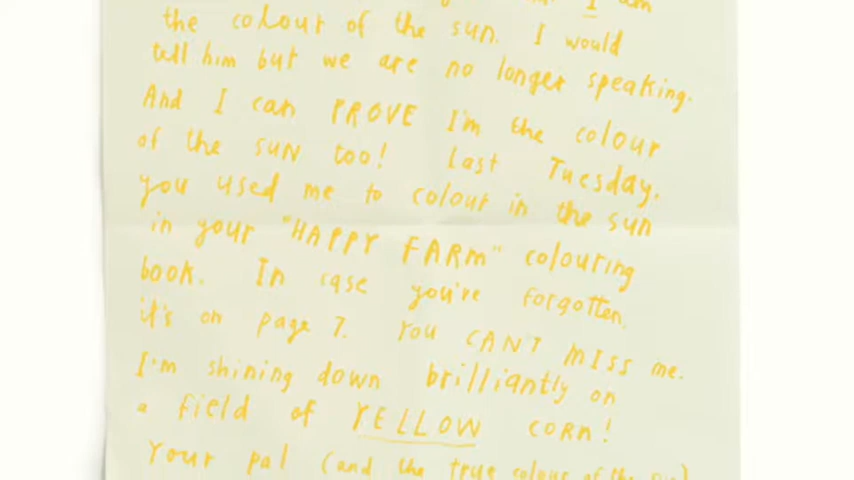 I am
the colour of the sun. I would
tell him but we are no longer speaking.
And I can PROVE I'm the colour
of the sun too! Last Tuesday,
you used me to colour in the sun
in your "HAPPY FARM" colouring
book. In case you're forgotten,
it's on page 7. You CAN'T MISS me.
I'm shining down brilliantly on
a field of YELLOW corn!
Your pal (and the true colour of the sun)